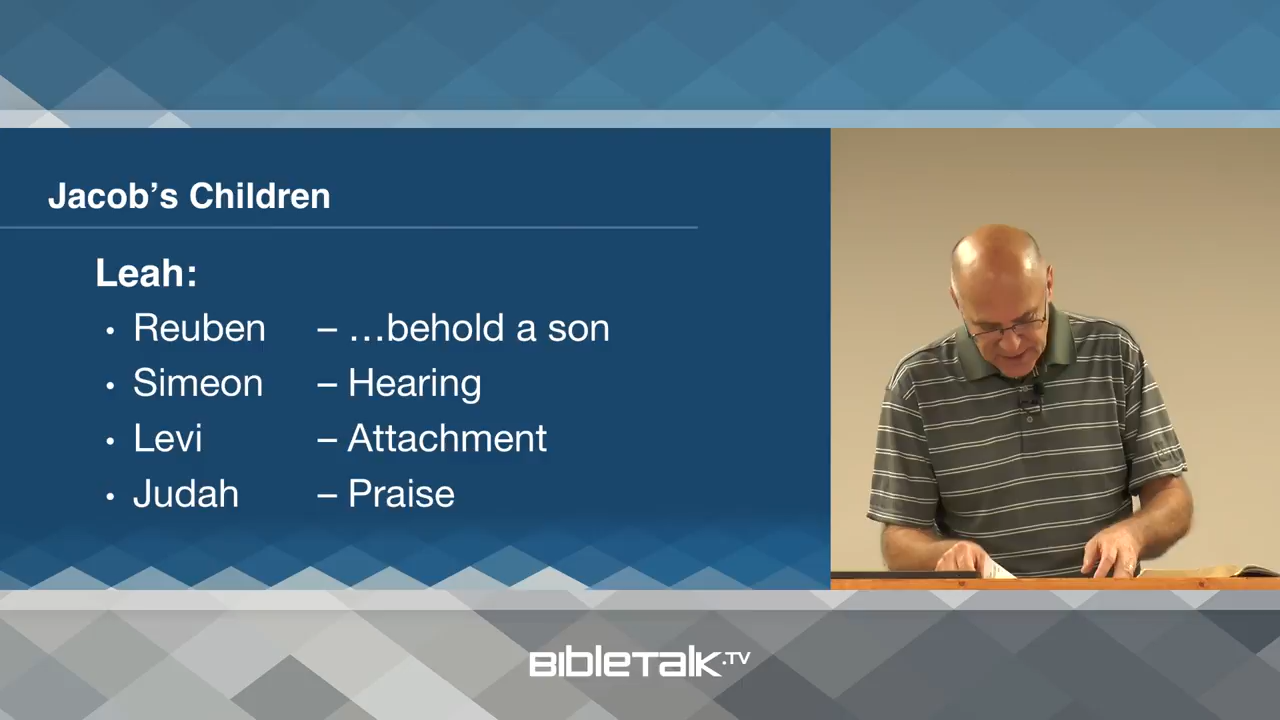 Jacob’s Children
Leah:
• Reuben – …behold a son
• Simeon – Hearing
• Levi – Attachment
• Judah – Praise
BIBLETALK.TV